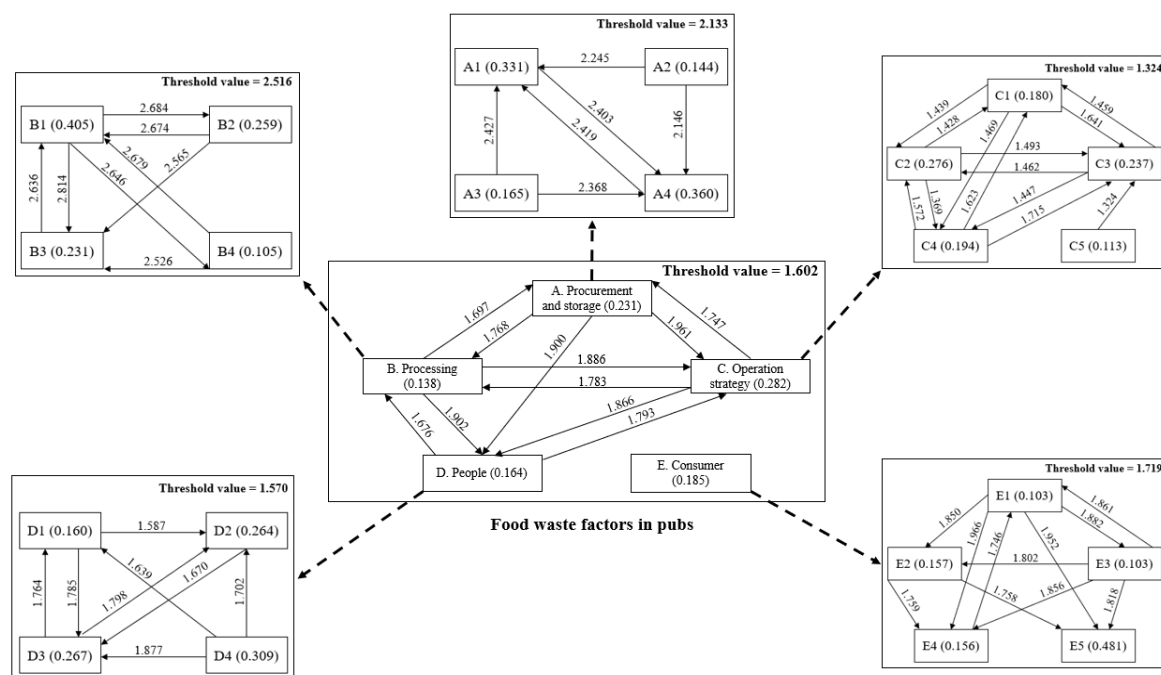 Threshold value = 2.133
A1 (0.331)
2.245
A2 (0.144)
2.427
2.403
2.419
2.146
A3 (0.165)
2.368
A4 (0.360)
Threshold value = 2.516
B1 (0.405)
2.684
2.674
B2 (0.259)
2.565
2.679
2.646
2.636
2.814
B3 (0.231)
2.526
B4 (0.105)
Threshold value = 1.324
C1 (0.180)
1.439
1.428
1.469
1.641
1.459
C2 (0.276)
1.493
1.462
C3 (0.237)
1.572
1.369
1.623
1.447
1.715
1.324
C4 (0.194)
C5 (0.113)
Threshold value = 1.602
A. Procurement
and storage (0.231)
1.697
1.768
1.900
1.961
1.747
B. Processing
(0.138)
1.886
1.783
C. Operation
strategy (0.282)
1.676
1.902
1.866
1.793
D. People (0.164)
E. Consumer
(0.185)
Food waste factors in pubs
Threshold value = 1.570
D1 (0.160)
1.587
D2 (0.264)
1.764
1.785
1.639
1.798
1.670
1.702
D3 (0.267)
1.877
D4 (0.309)
Threshold value = 1.719
E1 (0.103)
1.850
1.966
1.746
1.952
1.882
1.861
E2 (0.157)
1.802
E3 (0.103)
1.759
1.758
1.856
1.818
E4 (0.156)
E5 (0.481)